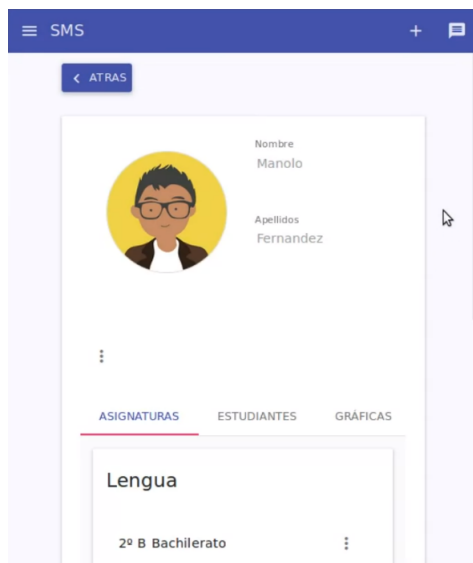 SMS
ATRAS
Nombre
Manolo
Apellidos
Fernandez
ASIGNATURAS ESTUDIANTES GRÁFICAS
Lengua
2º B Bachilerato